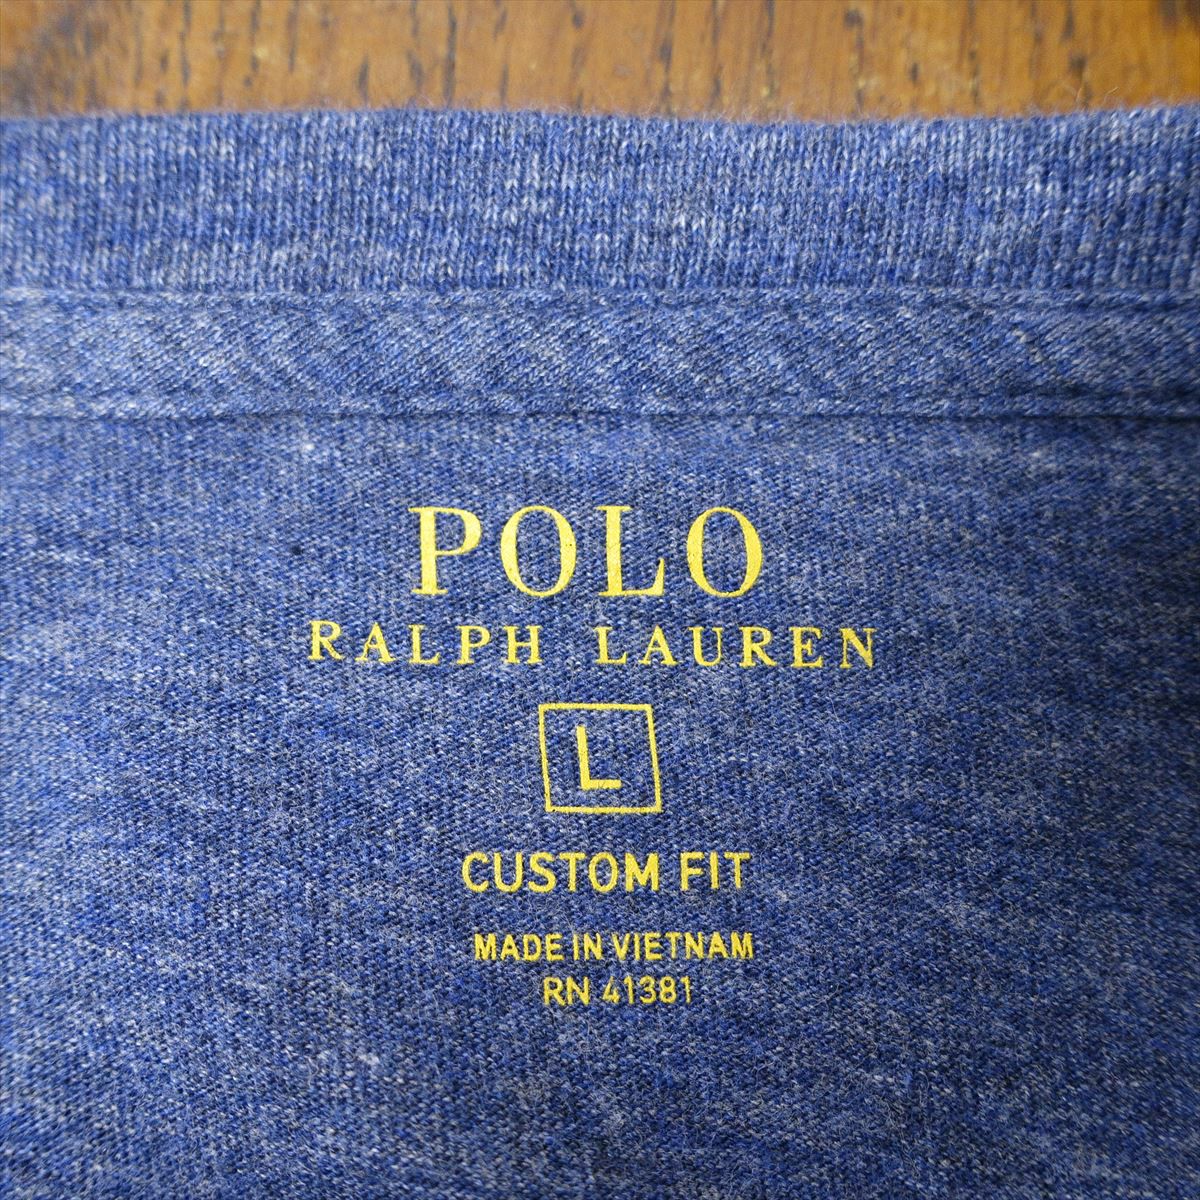 POLO
RALPH LAUREN
L
CUSTOM FIT
MADE IN VIETNAM
RN 41381